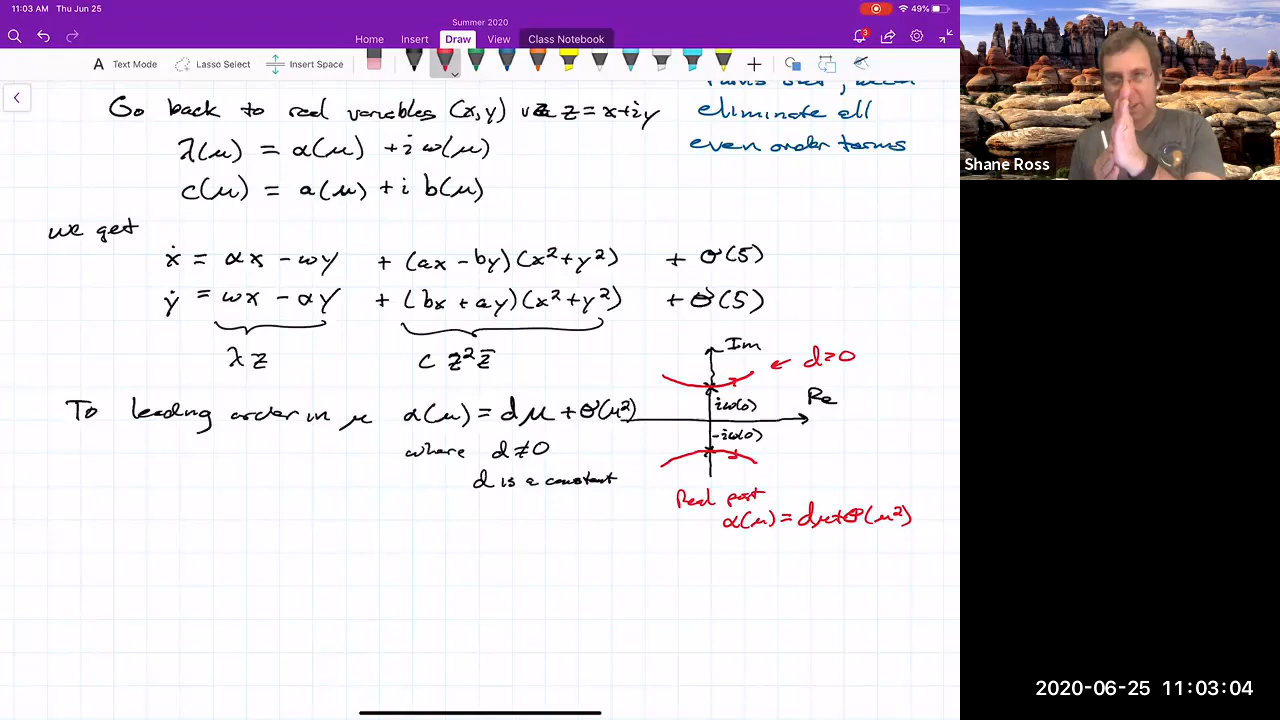 11:03 AM Thu Jun 25
49%
Summer 2020
Home Insert Draw View Class Notebook
3
Text Mode Lasso Select Insert Space
Go back to real variables (x,y) via z = x+iy
eliminate all
even order terms
λ(μ) = α(μ) + i ω(μ)
c(μ) = a(μ) + i b(μ)
we get
ẋ = αx - ωy + (ax - by)(x²+y²) + O(5)
ẏ = ωx - αy + (bx + ay)(x²+y²) + O(5)
λz
c z² z̄
To leading order in μ α(μ) = dμ + O(μ²)
where d ≠ 0
d is a constant
Im
← d>0
Re
iω(0)
-iω(0)
Real part
α(μ) = dμ+O(μ²)
Shane Ross
2020-06-25 11:03:04